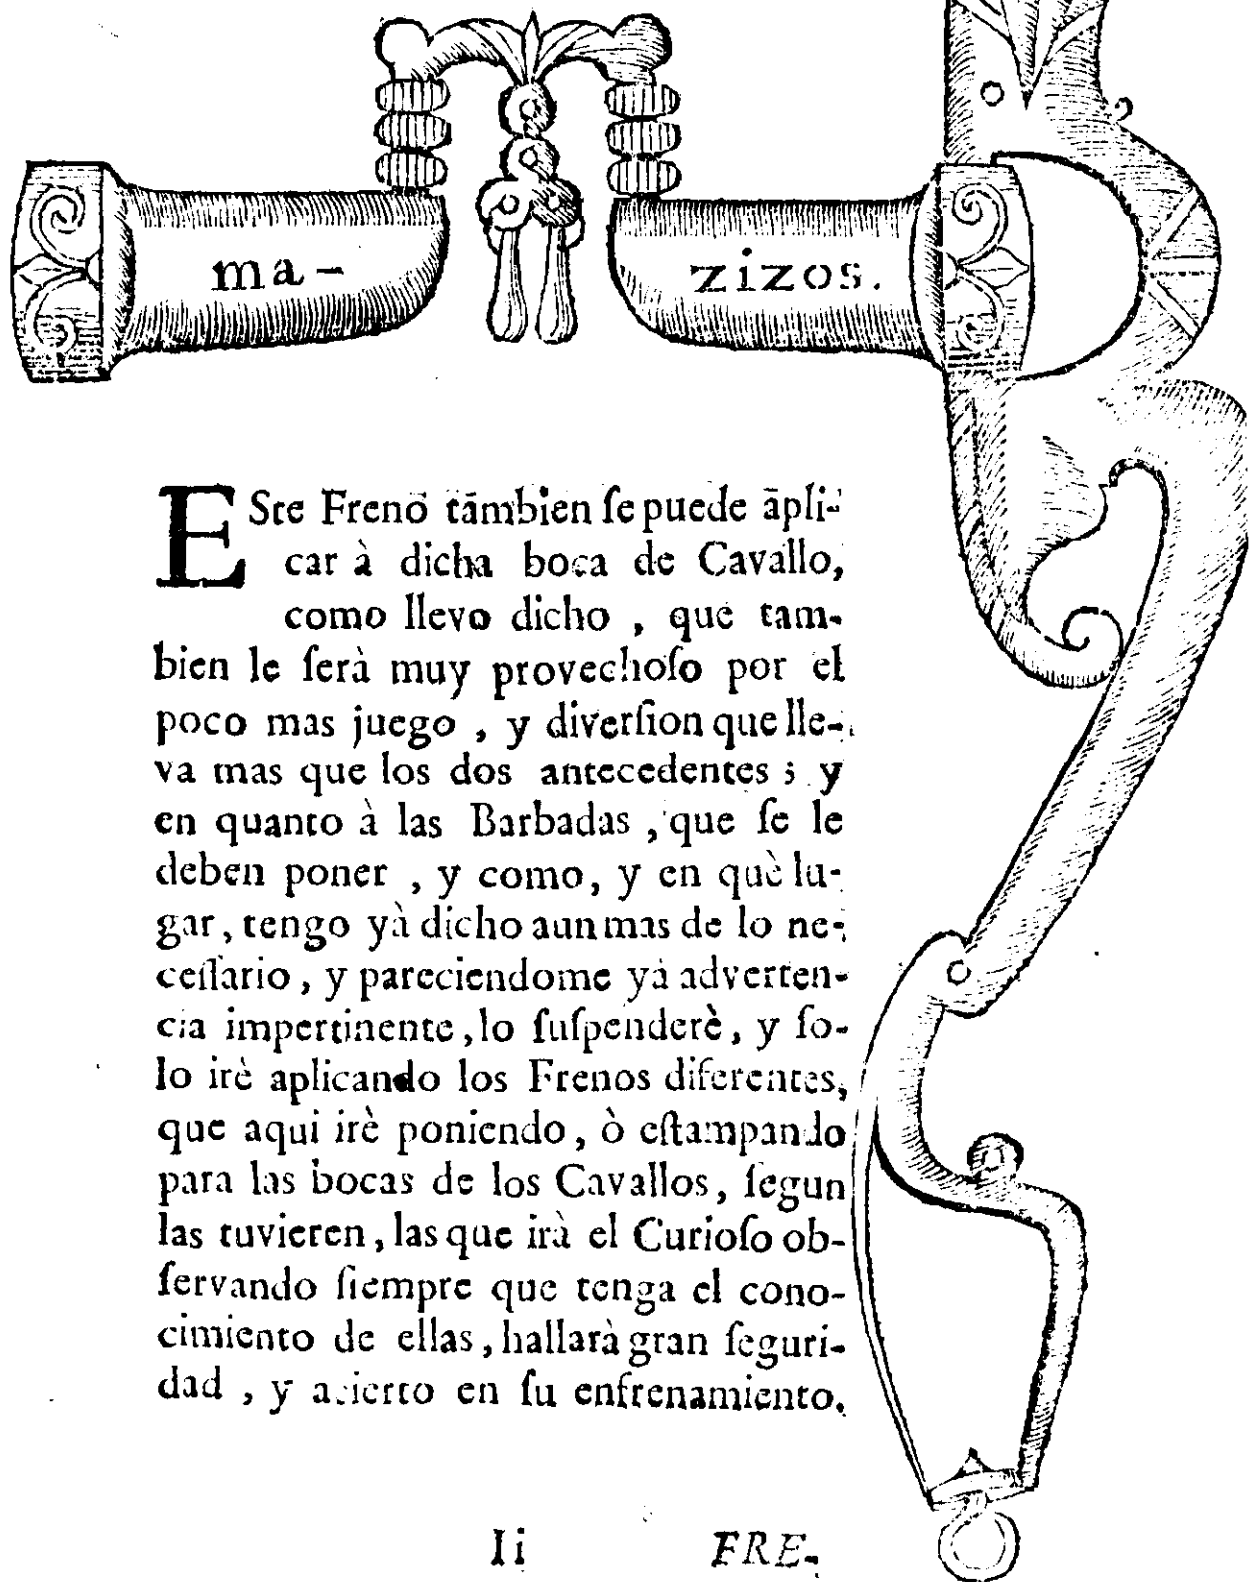 ma-
zizos.
ESte Freno tambien ſe puede apli-
car à dicha boca de Cavallo,
como llevo dicho , que tam-
bien le ſerà muy provechoſo por el
poco mas juego , y diverſion que lle-
va mas que los dos antecedentes ; y
en quanto à las Barbadas , que ſe le
deben poner , y como, y en què lu-
gar, tengo yà dicho aun mas de lo ne-
ceſſario , y pareciendome yà adverten-
cia impertinente , lo ſuſpenderè, y ſo-
lo irè aplicando los Frenos diferentes,
que aqui irè poniendo, ò eſtampando
para las bocas de los Cavallos, ſegun
las tuvieren, las que irà el Curioſo ob-
ſervando ſiempre que tenga el cono-
cimiento de ellas, hallarà gran ſeguri-
dad , y acierto en ſu enfrenamiento.
Ii
FRE-